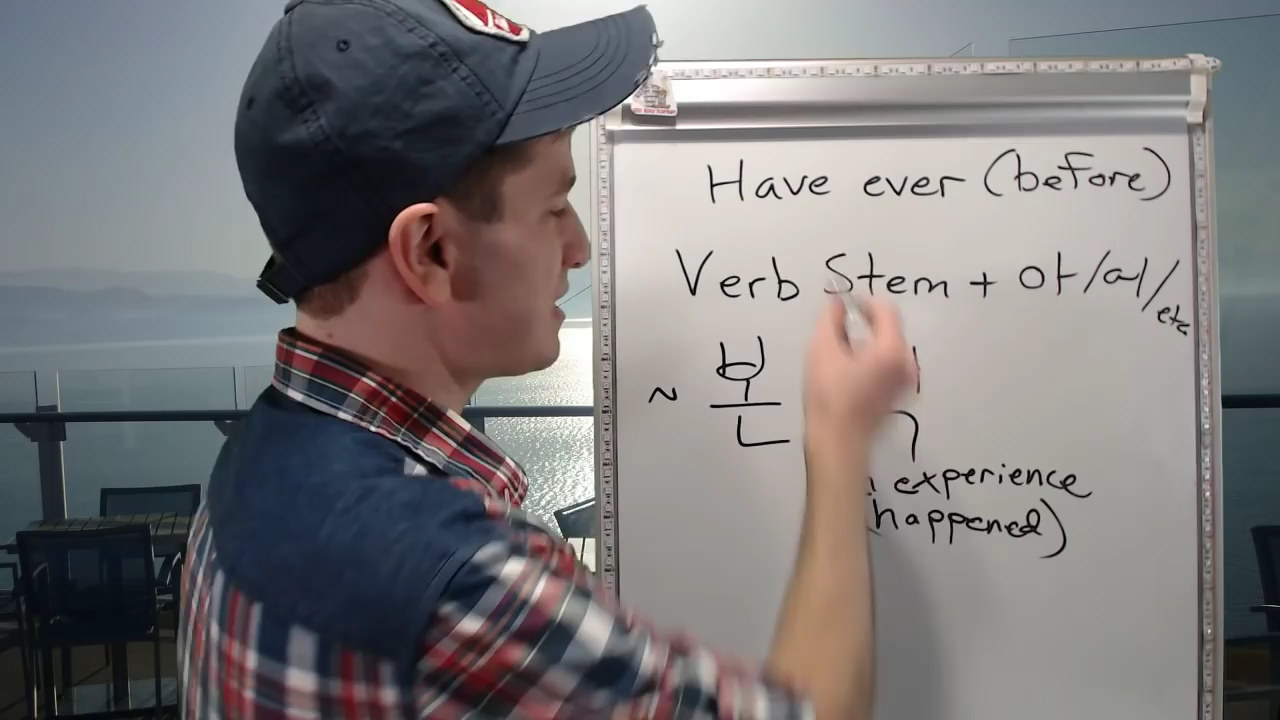 Have ever (before)
Verb Stem + 아/어/etc
~ 본
experience
happened)